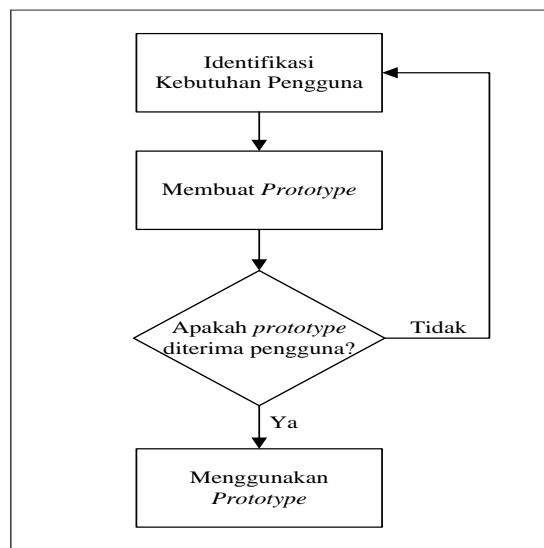 Identifikasi
Kebutuhan Pengguna
Membuat Prototype
Apakah prototype
diterima pengguna?
Tidak
Ya
Menggunakan
Prototype